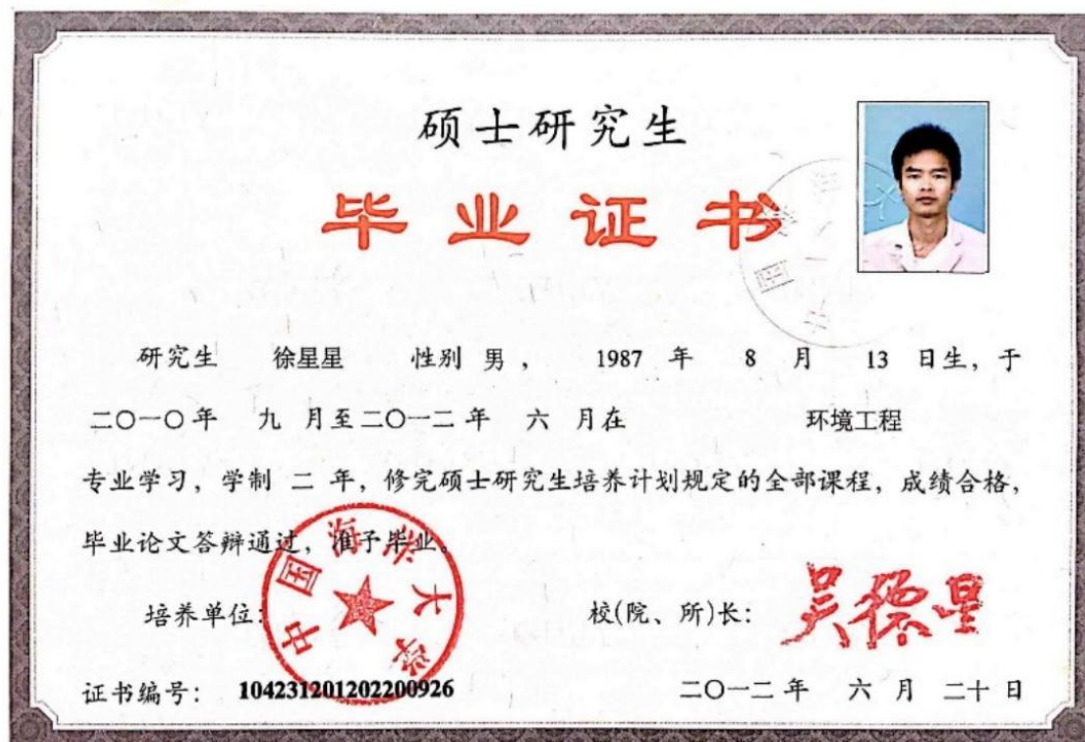 硕士研究生
毕业证书
研究生 徐星星 性别 男， 1987 年 8 月 13 日生，于
二〇一〇年 九 月至二〇一二年 六 月在 环境工程
专业学习，学制 二 年，修完硕士研究生培养计划规定的全部课程，成绩合格，
毕业论文答辩通过，准予毕业。
中国海洋大学
培养单位： 校(院、所)长： 吴德星
证书编号： 104231201202200926 二〇一二年 六 月 二十 日